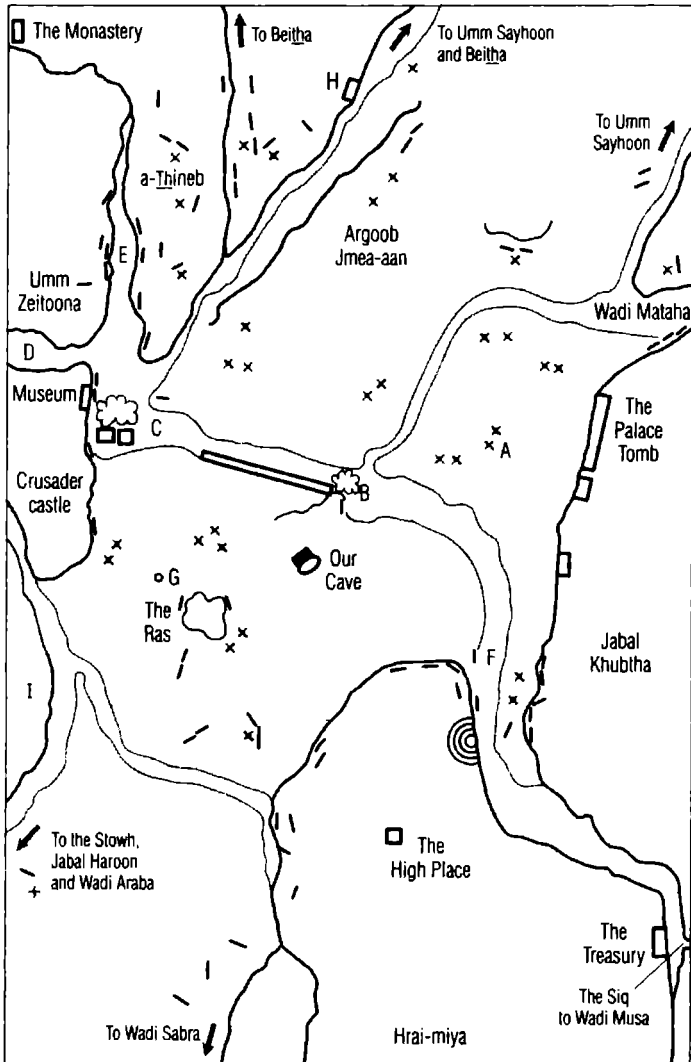 The Monastery
To Beitha
To Umm Sayhoon
and Beitha
H
To Umm
Sayhoon
a-Thineb
Argoob
Jmea-aan
E
Umm
Zeitoona
Wadi Mataha
D
Museum
C
The
Palace
Tomb
A
Crusader
castle
B
Our
Cave
G
The
Ras
F
Jabal
Khubtha
I
To the Stowh,
Jabal Haroon
and Wadi Araba
The
High Place
The
Treasury
The Siq
to Wadi Musa
To Wadi Sabra
Hrai-miya